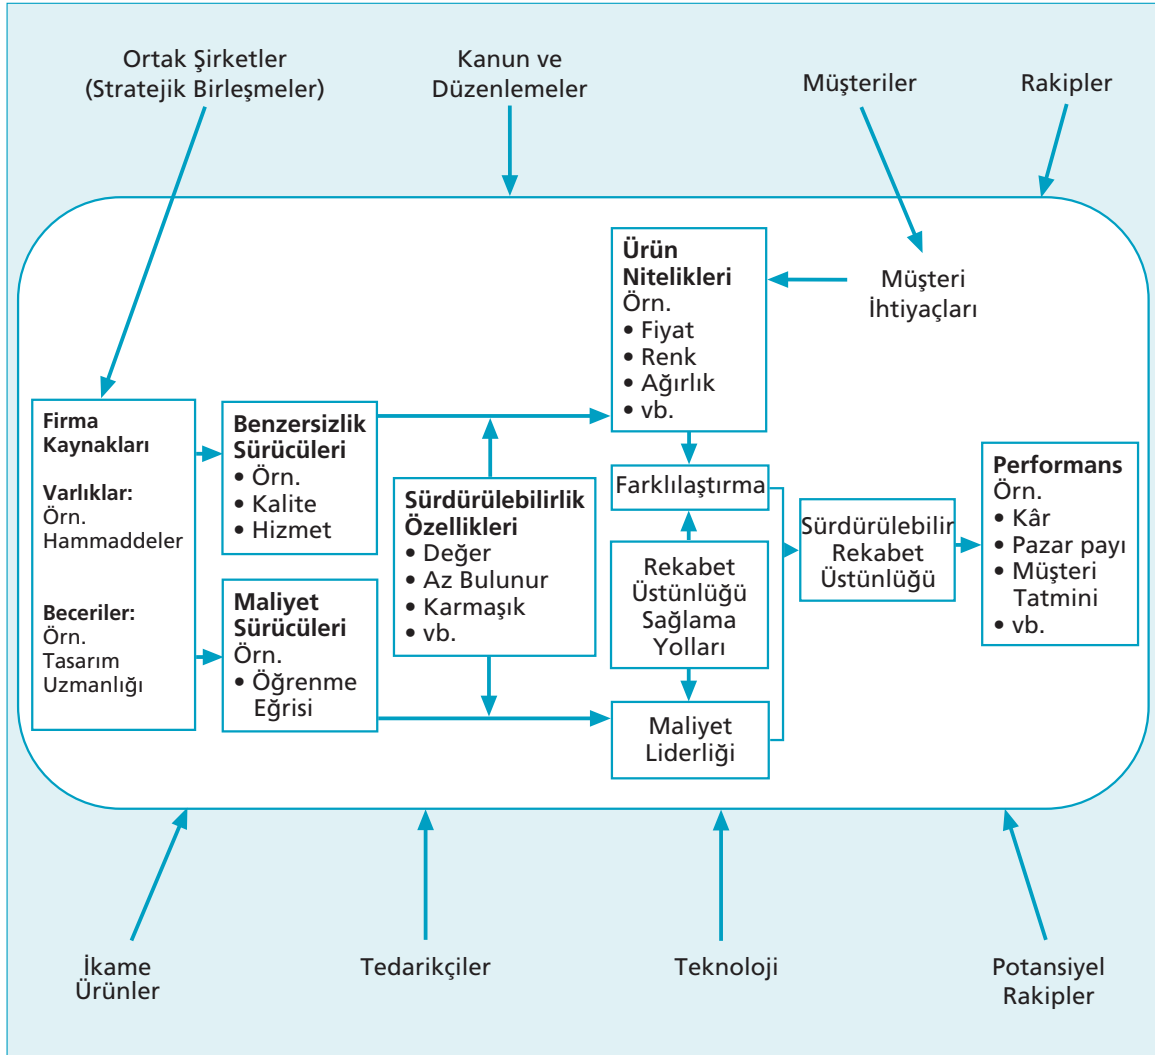 Ortak Şirketler
(Stratejik Birleşmeler)
Kanun ve
Düzenlemeler
Müşteriler
Rakipler
Ürün
Nitelikleri
Örn.
• Fiyat
• Renk
• Ağırlık
• vb.
Müşteri
İhtiyaçları
Firma
Kaynakları
Varlıklar:
Örn.
Hammaddeler
Beceriler:
Örn.
Tasarım
Uzmanlığı
Benzersizlik
Sürücüleri
• Örn.
• Kalite
• Hizmet
Maliyet
Sürücüleri
Örn.
• Öğrenme
Eğrisi
Sürdürülebilirlik
Özellikleri
• Değer
• Az Bulunur
• Karmaşık
• vb.
Farklılaştırma
Rekabet
Üstünlüğü
Sağlama
Yolları
Maliyet
Liderliği
Sürdürülebilir
Rekabet
Üstünlüğü
Performans
Örn.
• Kâr
• Pazar payı
• Müşteri
Tatmini
• vb.
İkame
Ürünler
Tedarikçiler
Teknoloji
Potansiyel
Rakipler